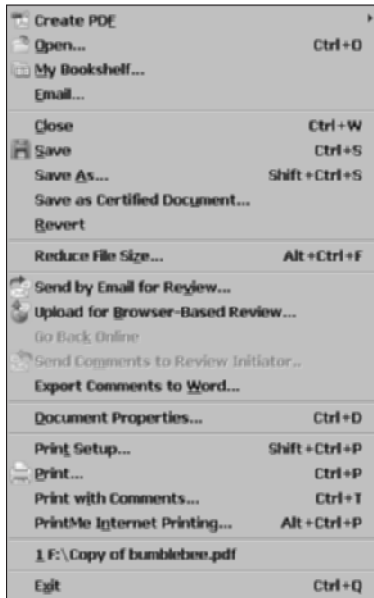 Create PDF
Open... Ctrl+O
My Bookshelf...
Email...
Close Ctrl+W
Save Ctrl+S
Save As... Shift+Ctrl+S
Save as Certified Document...
Revert
Reduce File Size... Alt+Ctrl+F
Send by Email for Review...
Upload for Browser-Based Review...
Go Back Online
Send Comments to Review Initiator..
Export Comments to Word...
Document Properties... Ctrl+D
Print Setup... Shift+Ctrl+P
Print... Ctrl+P
Print with Comments... Ctrl+T
PrintMe Internet Printing... Alt+Ctrl+P
1 F:\Copy of bumblebee.pdf
Exit Ctrl+Q